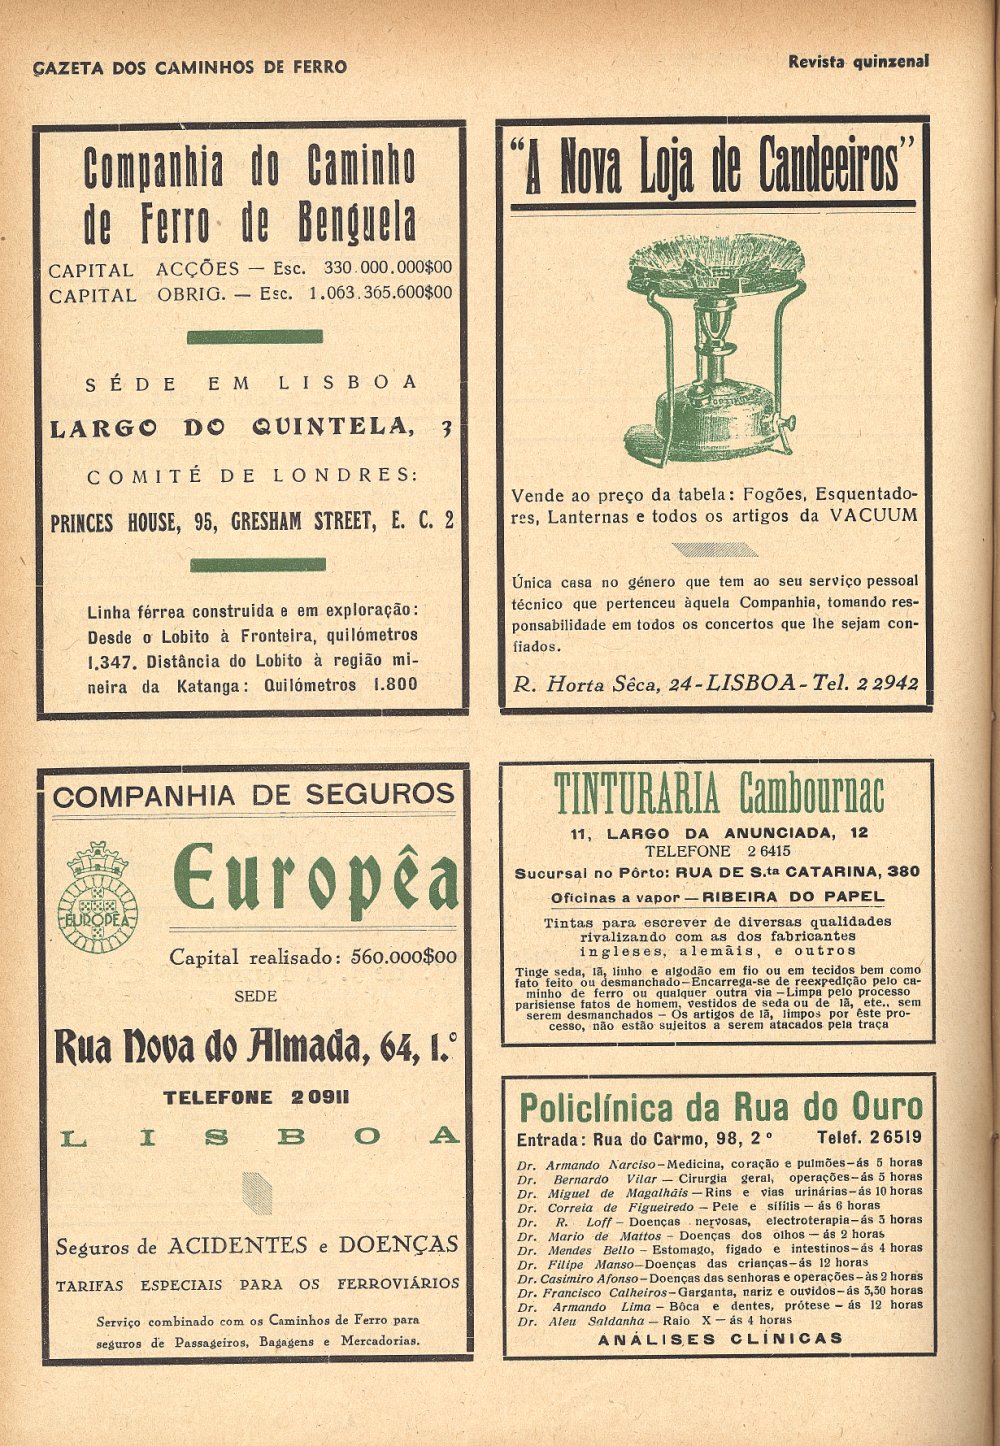 GAZETA DOS CAMINHOS DE FERRO
Revista quinzenal
Companhia do Caminho
de Ferro de Benguela
CAPITAL ACÇÕES — Esc. 330.000.000$00
CAPITAL OBRIG. — Esc. 1.063.365.600$00
SÉDE EM LISBOA
LARGO DO QUINTELA, 3
COMITÉ DE LONDRES:
PRINCES HOUSE, 95, GRESHAM STREET, E. C. 2
Linha férrea construida e em exploração:
Desde o Lobito à Fronteira, quilómetros
1.347. Distância do Lobito à região mi-
neira da Katanga: Quilómetros 1.800
“A Nova Loja de Candeeiros”
Vende ao preço da tabela: Fogões, Esquentado-
res, Lanternas e todos os artigos da VACUUM
Única casa no género que tem ao seu serviço pessoal
técnico que pertenceu àquela Companhia, tomando res-
ponsabilidade em todos os concertos que lhe sejam con-
fiados.
R. Horta Sêca, 24-LISBOA-Tel. 2 2942
COMPANHIA DE SEGUROS
EUROPÊA
Européa
Capital realisado: 560.000$00
SEDE
Rua Nova do Almada, 64, 1.º
TELEFONE 2 0911
LISBOA
Seguros de ACIDENTES e DOENÇAS
TARIFAS ESPECIAIS PARA OS FERROVIÁRIOS
Serviço combinado com os Caminhos de Ferro para
seguros de Passageiros, Bagagens e Mercadorias.
TINTURARIA Cambournac
11, LARGO DA ANUNCIADA, 12
TELEFONE 2 6415
Sucursal no Pôrto: RUA DE S.ta CATARINA, 380
Oficinas a vapor — RIBEIRA DO PAPEL
Tintas para escrever de diversas qualidades
rivalizando com as dos fabricantes
ingleses, alemãis, e outros
Tinge seda, lã, linho e algodão em fio ou em tecidos bem como
fato feito ou desmanchado—Encarrega-se de reexpedição pelo ca-
minho de ferro ou qualquer outra via —Limpa pelo processo
parisiense fatos de homem, vestidos de seda ou de lã, etc., sem
serem desmanchados — Os artigos de lã, limpos por êste pro-
cesso, não estão sujeitos a serem atacados pela traça
Policlínica da Rua do Ouro
Entrada: Rua do Carmo, 98, 2º Telef. 2 6519
Dr. Armando Narciso—Medicina, coração e pulmões—ás 5 horas
Dr. Bernardo Vilar — Cirurgia geral, operações—ás 5 horas
Dr. Miguel de Magalhãis—Rins e vias urinárias—ás 10 horas
Dr. Correia de Figueiredo — Pele e sífilis — ás 6 horas
Dr. R. Loff — Doenças nervosas, electroterapia—ás 3 horas
Dr. Mario de Mattos - Doenças dos olhos — ás 2 horas
Dr. Mendes Bello - Estomago, figado e intestinos—ás 4 horas
Dr. Filipe Manso—Doenças das crianças—ás 12 horas
Dr. Casimiro Afonso—Doenças das senhoras e operações—às 2 horas
Dr. Francisco Calheiros—Garganta, nariz e ouvidos—ás 3,30 horas
Dr. Armando Lima — Bôca e dentes, prótese — ás 12 horas
Dr. Aleu Saldanha — Raio X — ás 4 horas
ANÁLISES CLÍNICAS